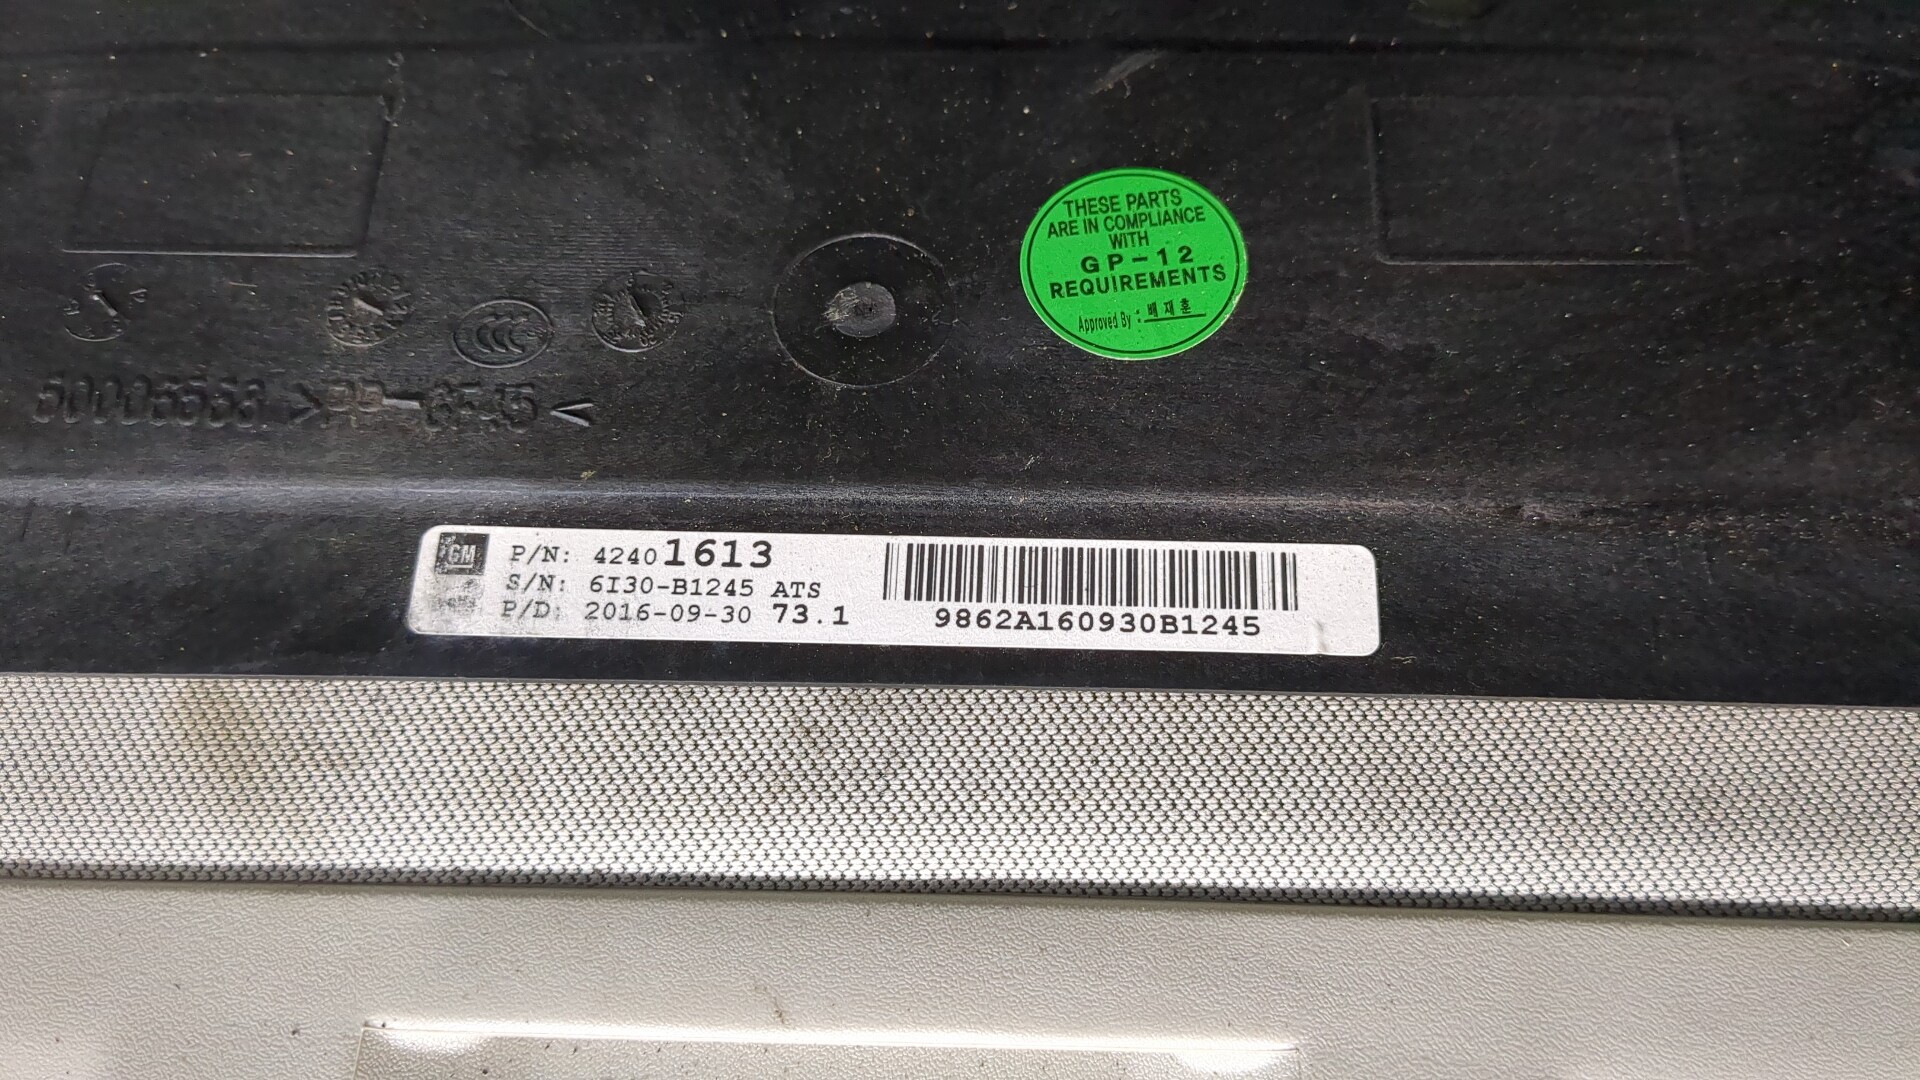 THESE PARTS
ARE IN COMPLIANCE
WITH
GP-12
REQUIREMENTS
Approved By : 배재훈
GM
P/N: 42401613
S/N: 6I30-B1245 ATS
P/D: 2016-09-30 73.1
9862A160930B1245